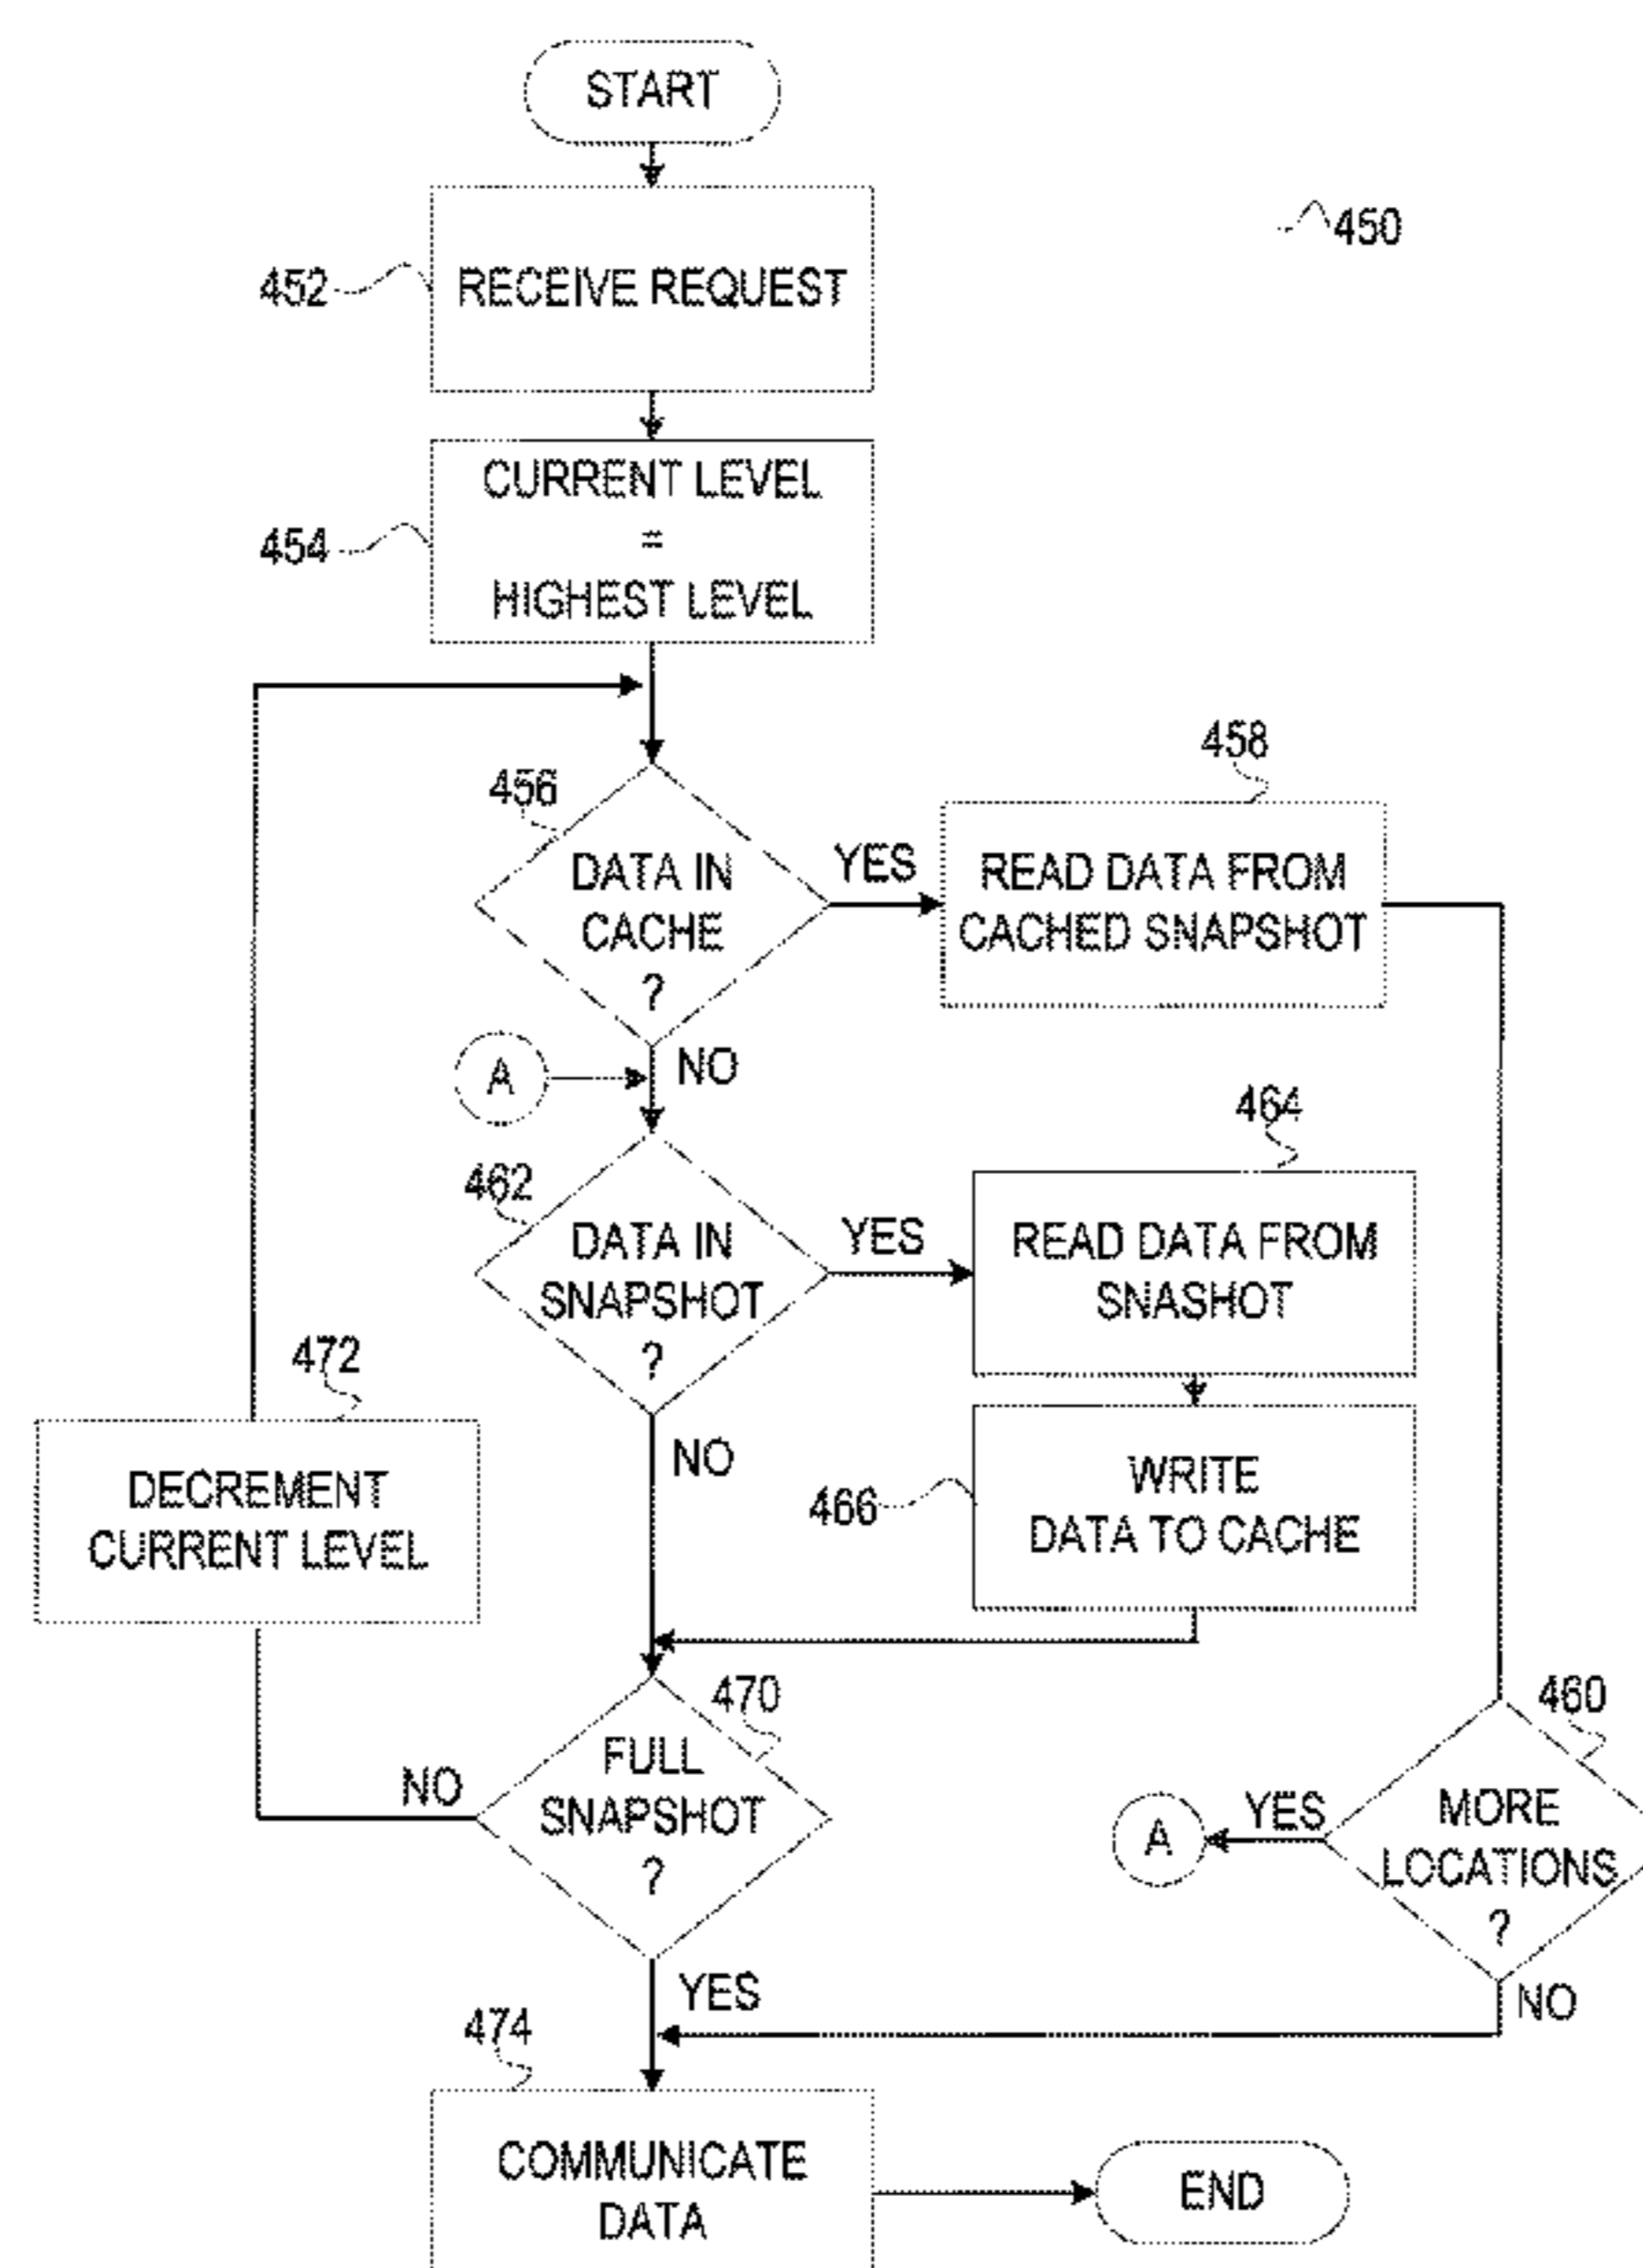 START
450
452
RECEIVE REQUEST
454
CURRENT LEVEL
=
HIGHEST LEVEL
456
DATA IN
CACHE
?
YES
458
READ DATA FROM
CACHED SNAPSHOT
A
NO
462
DATA IN
SNAPSHOT
?
YES
464
READ DATA FROM
SNASHOT
472
DECREMENT
CURRENT LEVEL
NO
466
WRITE
DATA TO CACHE
470
FULL
SNAPSHOT
?
NO
460
MORE
LOCATIONS
?
YES
A
YES
NO
474
COMMUNICATE
DATA
END